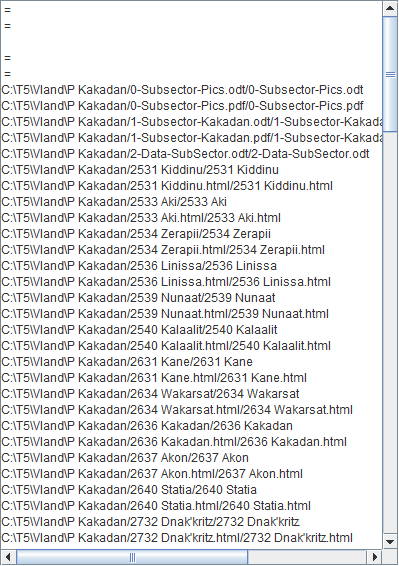 =
=
=
=
C:\T5\Vland\P Kakadan/0-Subsector-Pics.odt/0-Subsector-Pics.odt
C:\T5\Vland\P Kakadan/0-Subsector-Pics.pdf/0-Subsector-Pics.pdf
C:\T5\Vland\P Kakadan/1-Subsector-Kakadan.odt/1-Subsector-Kakada
C:\T5\Vland\P Kakadan/1-Subsector-Kakadan.pdf/1-Subsector-Kakada
C:\T5\Vland\P Kakadan/2-Data-SubSector.odt/2-Data-SubSector.odt
C:\T5\Vland\P Kakadan/2531 Kiddinu/2531 Kiddinu
C:\T5\Vland\P Kakadan/2531 Kiddinu.html/2531 Kiddinu.html
C:\T5\Vland\P Kakadan/2533 Aki/2533 Aki
C:\T5\Vland\P Kakadan/2533 Aki.html/2533 Aki.html
C:\T5\Vland\P Kakadan/2534 Zerapii/2534 Zerapii
C:\T5\Vland\P Kakadan/2534 Zerapii.html/2534 Zerapii.html
C:\T5\Vland\P Kakadan/2536 Linissa/2536 Linissa
C:\T5\Vland\P Kakadan/2536 Linissa.html/2536 Linissa.html
C:\T5\Vland\P Kakadan/2539 Nunaat/2539 Nunaat
C:\T5\Vland\P Kakadan/2539 Nunaat.html/2539 Nunaat.html
C:\T5\Vland\P Kakadan/2540 Kalaalit/2540 Kalaalit
C:\T5\Vland\P Kakadan/2540 Kalaalit.html/2540 Kalaalit.html
C:\T5\Vland\P Kakadan/2631 Kane/2631 Kane
C:\T5\Vland\P Kakadan/2631 Kane.html/2631 Kane.html
C:\T5\Vland\P Kakadan/2634 Wakarsat/2634 Wakarsat
C:\T5\Vland\P Kakadan/2634 Wakarsat.html/2634 Wakarsat.html
C:\T5\Vland\P Kakadan/2636 Kakadan/2636 Kakadan
C:\T5\Vland\P Kakadan/2636 Kakadan.html/2636 Kakadan.html
C:\T5\Vland\P Kakadan/2637 Akon/2637 Akon
C:\T5\Vland\P Kakadan/2637 Akon.html/2637 Akon.html
C:\T5\Vland\P Kakadan/2640 Statia/2640 Statia
C:\T5\Vland\P Kakadan/2640 Statia.html/2640 Statia.html
C:\T5\Vland\P Kakadan/2732 Dnak'kritz/2732 Dnak'kritz
C:\T5\Vland\P Kakadan/2732 Dnak'kritz.html/2732 Dnak'kritz.html